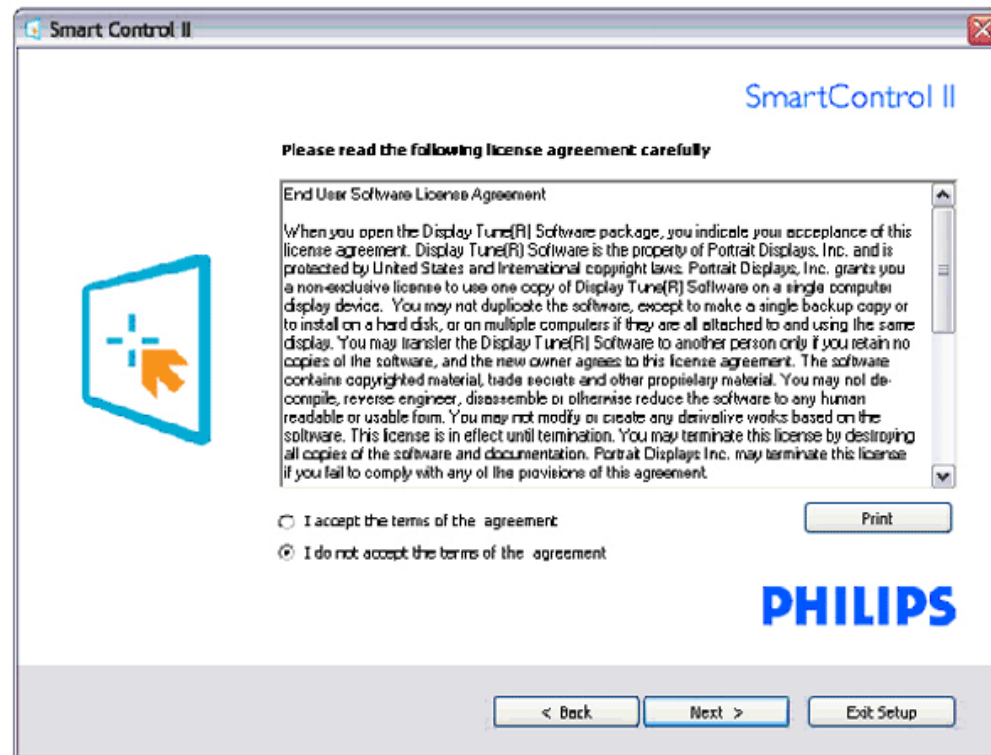 Smart Control II
SmartControl II
Please read the following license agreement carefully
End User Software License Agreement
When you open the Display Tune(R) Software package, you indicate your acceptance of this
license agreement. Display Tune(R) Software is the property of Portrait Displays, Inc. and is
protected by United States and International copyright laws. Portrait Displays, Inc. grants you
a non-exclusive license to use one copy of Display Tune(R) Software on a single computer
display device.  You may not duplicate the software, except to make a single backup copy or
to install on a hard disk, or on multiple computers if they are all attached to and using the same
display. You may transfer the Display Tune(R) Software to another person only if you retain no
copies of the software, and the new owner agrees to this license agreement. The software
contains copyrighted material, trade secrets and other proprietary material. You may not de-
compile, reverse engineer, disassemble or otherwise reduce the software to any human
readable or usable form. You may not modify or create any derivative works based on the
software. This license is in effect until termination. You may terminate this license by destroying
all copies of the software and documentation. Portrait Displays Inc. may terminate this license
if you fail to comply with any of the provisions of this agreement.
I accept the terms of the agreement
Print
I do not accept the terms of the agreement
PHILIPS
< Back
Next >
Exit Setup